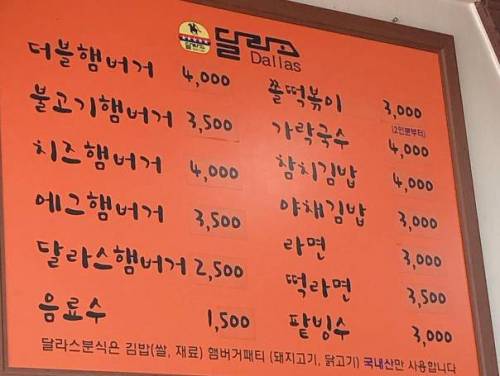 달라스
Dallas
더블햄버거 4,000
불고기햄버거 3,500
치즈햄버거 4,000
에그햄버거 3,500
달라스햄버거 2,500
음료수 1,500
쫄떡볶이 3,000
(2인분부터)
가락국수 4,000
참치김밥 4,000
야채김밥 3,000
라면 3,000
떡라면 3,500
팥빙수 3,000
달라스분식은 김밥(쌀, 재료) 햄버거패티 (돼지고기, 닭고기) 국내산만 사용합니다